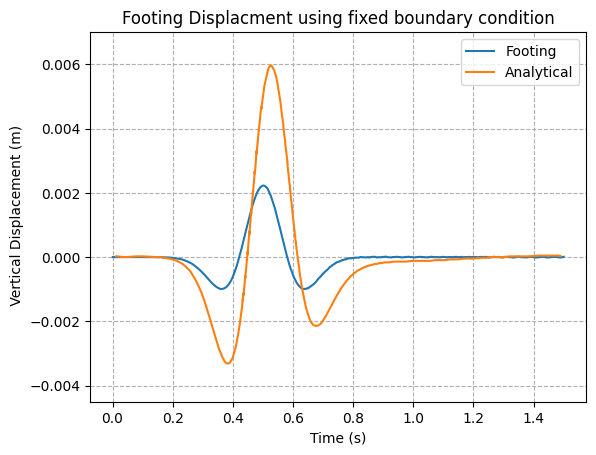 Footing Displacment using fixed boundary condition
Footing
Analytical
Vertical Displacement (m)
0.006
0.004
0.002
0.000
−0.002
−0.004
0.0 0.2 0.4 0.6 0.8 1.0 1.2 1.4
Time (s)